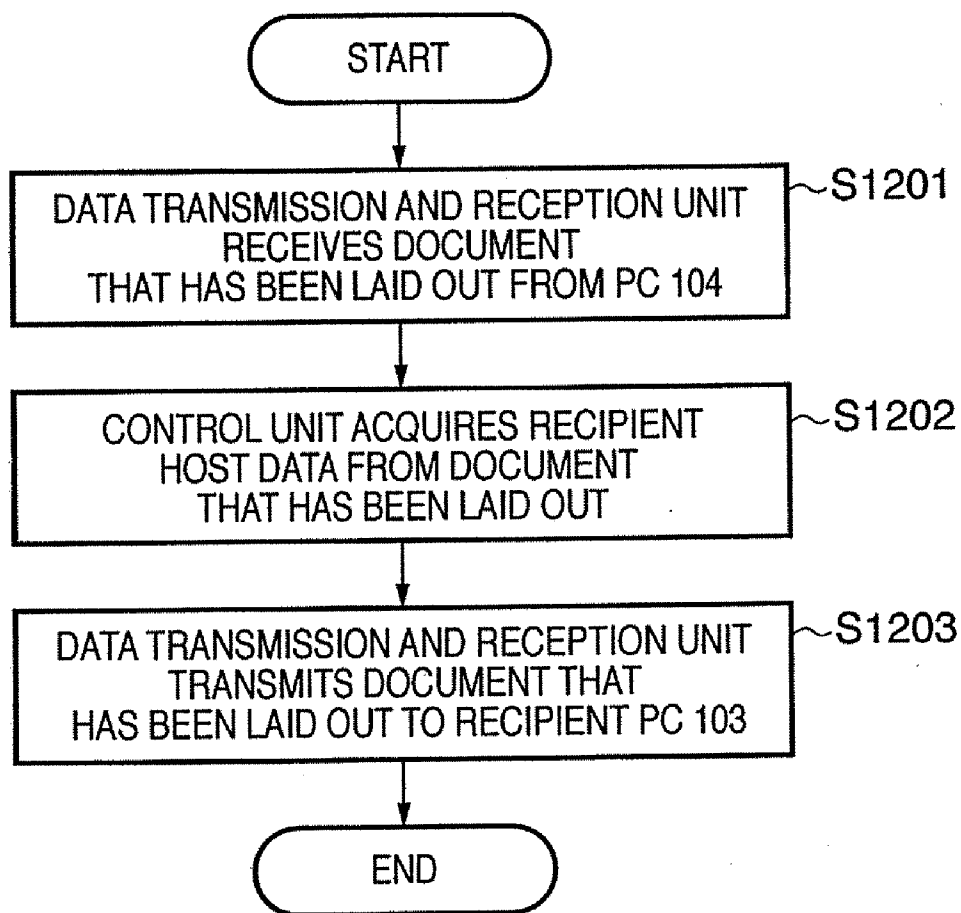 START
DATA TRANSMISSION AND RECEPTION UNIT
RECEIVES DOCUMENT
THAT HAS BEEN LAID OUT FROM PC 104
S1201
CONTROL UNIT ACQUIRES RECIPIENT
HOST DATA FROM DOCUMENT
THAT HAS BEEN LAID OUT
S1202
DATA TRANSMISSION AND RECEPTION UNIT
TRANSMITS DOCUMENT THAT
HAS BEEN LAID OUT TO RECIPIENT PC 103
S1203
END